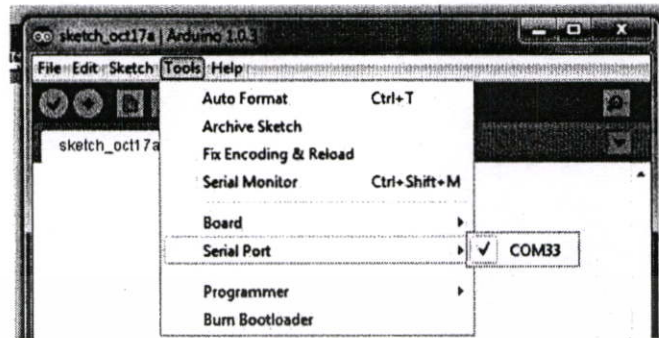 sketch_oct17a | Arduino 1.0.3
File Edit Sketch Tools Help
sketch_oct17a
Auto Format Ctrl+T
Archive Sketch
Fix Encoding & Reload
Serial Monitor Ctrl+Shift+M
Board
Serial Port
COM33
Programmer
Burn Bootloader